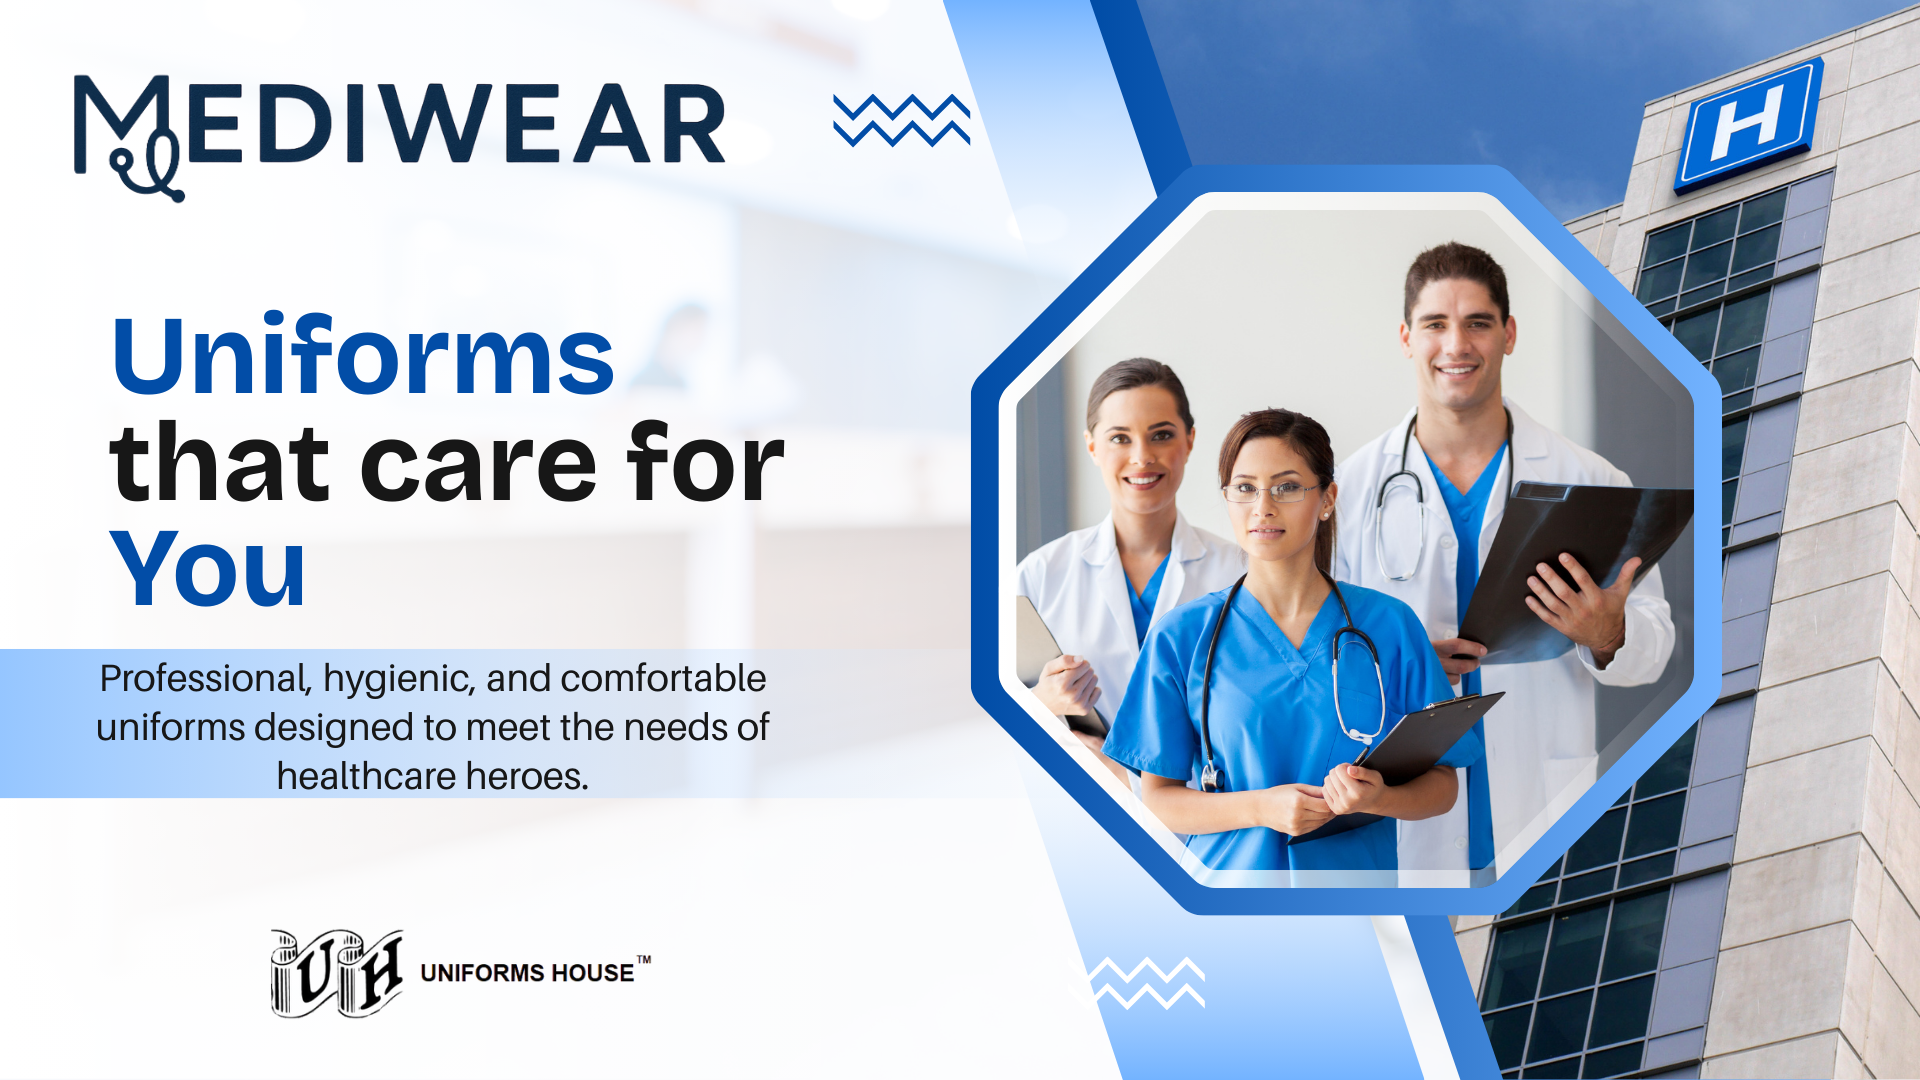 MEDIWEAR
H
Uniforms
that care for
You
Professional, hygienic, and comfortable
uniforms designed to meet the needs of
healthcare heroes.
UH UNIFORMS HOUSE™